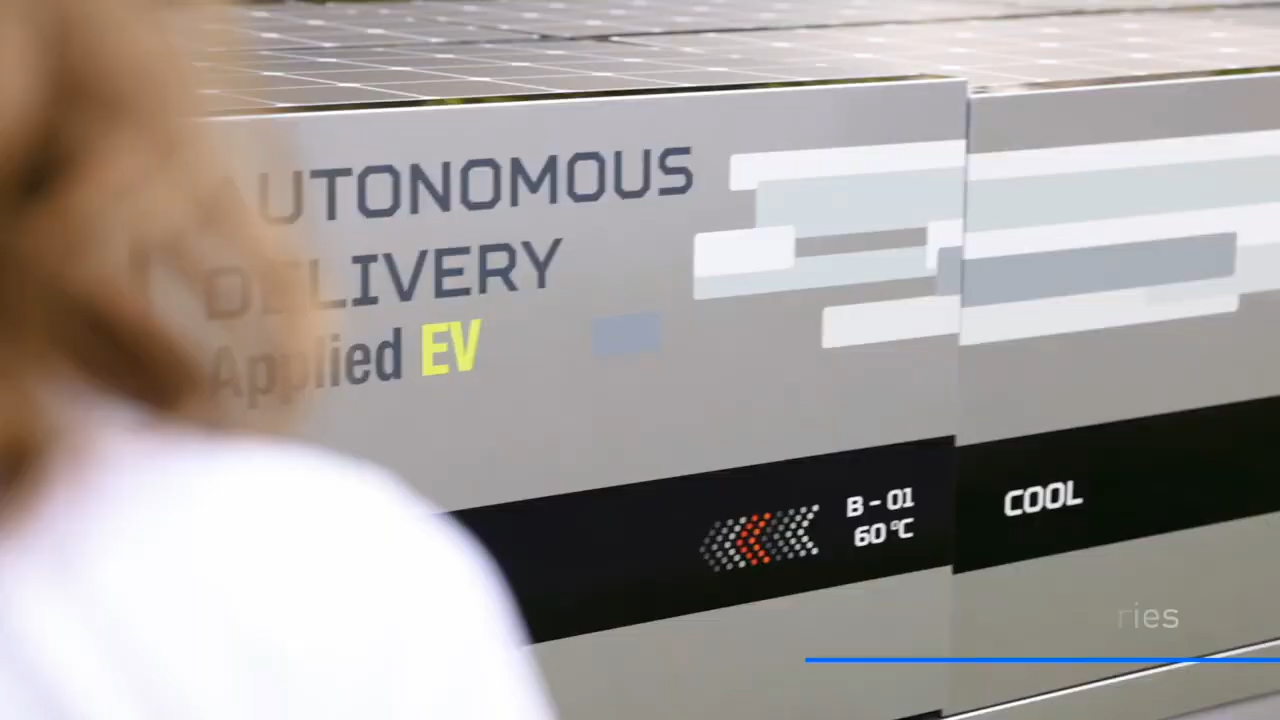 AUTONOMOUS
DELIVERY
Applied EV
B - 01
60 °C
COOL
ries